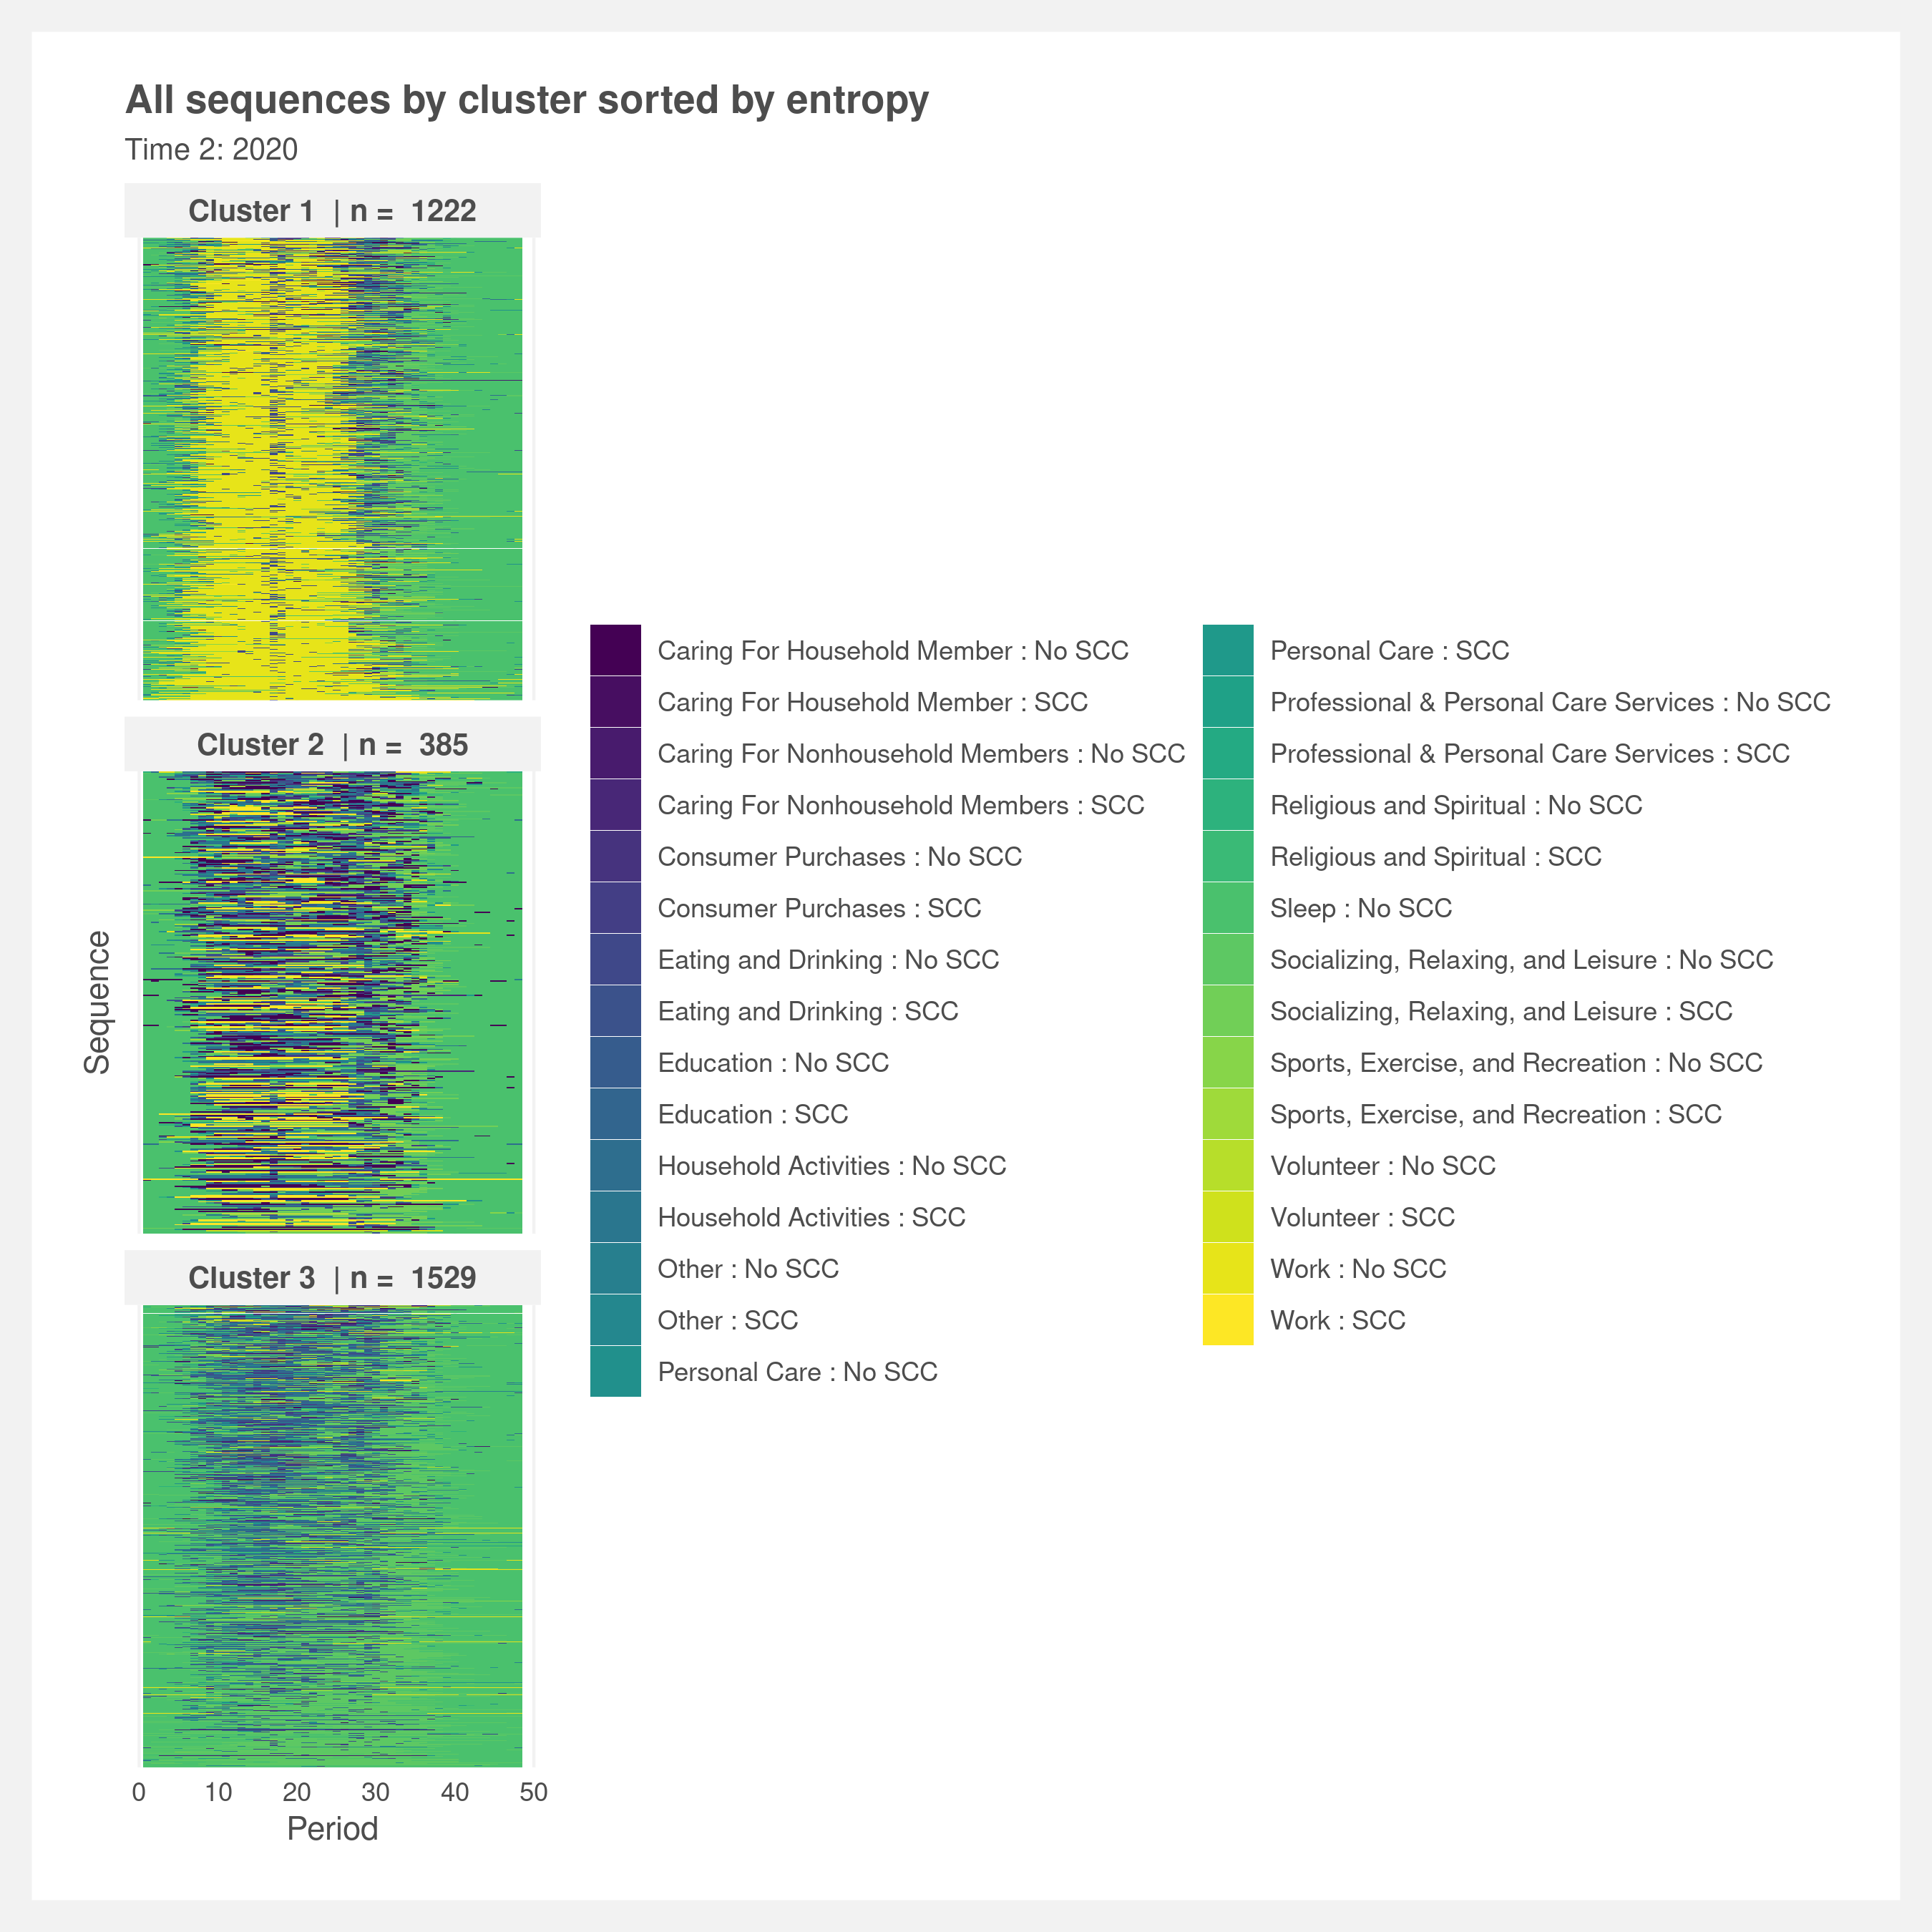 All sequences by cluster sorted by entropy
Time 2: 2020
Cluster 1 | n = 1222
Cluster 2 | n = 385
Cluster 3 | n = 1529
Sequence
0 10 20 30 40 50
Period
Caring For Household Member : No SCC
Caring For Household Member : SCC
Caring For Nonhousehold Members : No SCC
Caring For Nonhousehold Members : SCC
Consumer Purchases : No SCC
Consumer Purchases : SCC
Eating and Drinking : No SCC
Eating and Drinking : SCC
Education : No SCC
Education : SCC
Household Activities : No SCC
Household Activities : SCC
Other : No SCC
Other : SCC
Personal Care : No SCC
Personal Care : SCC
Professional & Personal Care Services : No SCC
Professional & Personal Care Services : SCC
Religious and Spiritual : No SCC
Religious and Spiritual : SCC
Sleep : No SCC
Socializing, Relaxing, and Leisure : No SCC
Socializing, Relaxing, and Leisure : SCC
Sports, Exercise, and Recreation : No SCC
Sports, Exercise, and Recreation : SCC
Volunteer : No SCC
Volunteer : SCC
Work : No SCC
Work : SCC